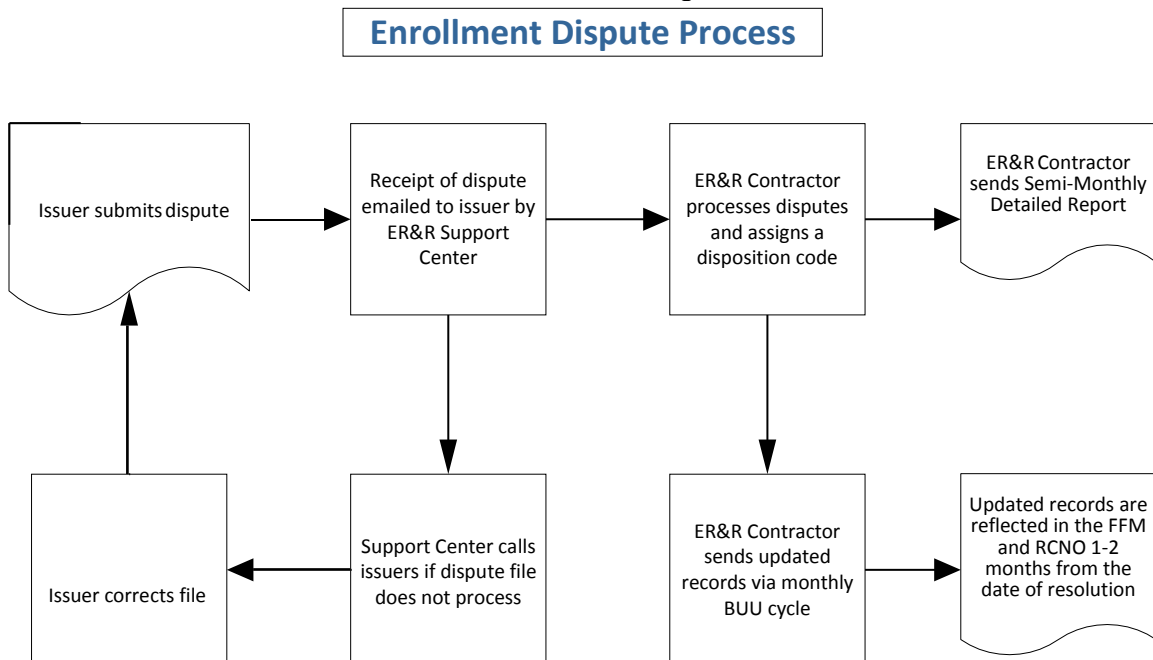 Enrollment Dispute Process
Issuer submits dispute
Receipt of dispute
emailed to issuer by
ER&R Support
Center
ER&R Contractor
processes disputes
and assigns a
disposition code
ER&R Contractor
sends Semi-Monthly
Detailed Report
Issuer corrects file
Support Center calls
issuers if dispute file
does not process
ER&R Contractor
sends updated
records via monthly
BUU cycle
Updated records are
reflected in the FFM
and RCNO 1-2
months from the
date of resolution